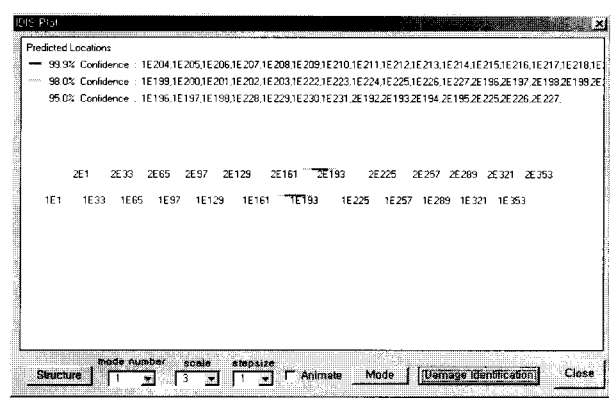 IDIS Plot
Predicted Locations
99.9% Confidence : 1E204,1E205,1E206,1E207,1E208,1E209,1E210,1E211,1E212,1E213,1E214,1E215,1E216,1E217,1E218,1E
98.0% Confidence : 1E199,1E200,1E201,1E202,1E203,1E222,1E223,1E224,1E225,1E226,1E227,2E196,2E197,2E198,2E199,2E
95.0% Confidence : 1E196,1E197,1E198,1E228,1E229,1E230,1E231,2E192,2E193,2E194,2E195,2E225,2E226,2E227,
2E1 2E33 2E65 2E97 2E129 2E161 2E193 2E225 2E257 2E289 2E321 2E353
1E1 1E33 1E65 1E97 1E129 1E161 1E193 1E225 1E257 1E289 1E321 1E353
mode number scale stepsize
Structure 1 3 1 Animate Mode Damage Identification Close